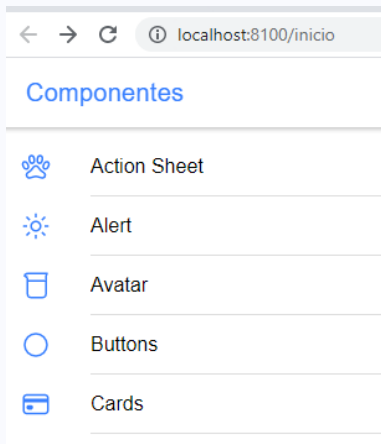 localhost:8100/inicio
Componentes
Action Sheet
Alert
Avatar
Buttons
Cards